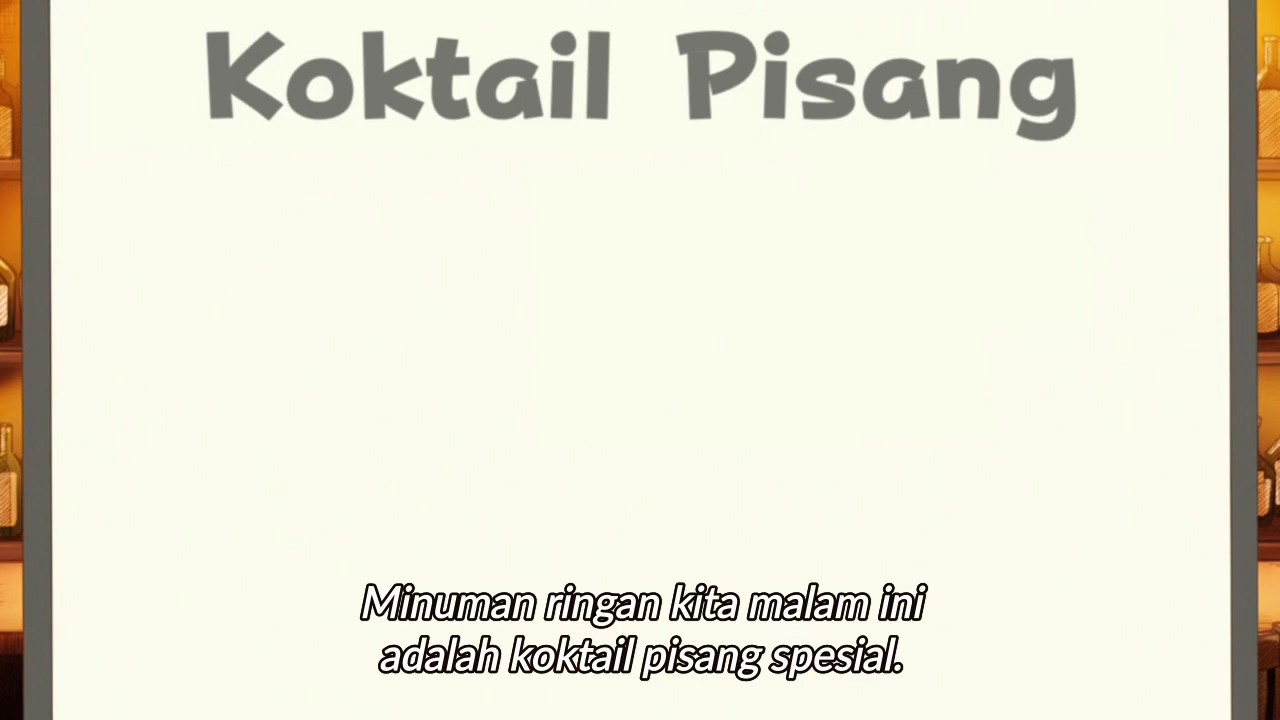 Koktail Pisang
Minuman ringan kita malam ini
adalah koktail pisang spesial.